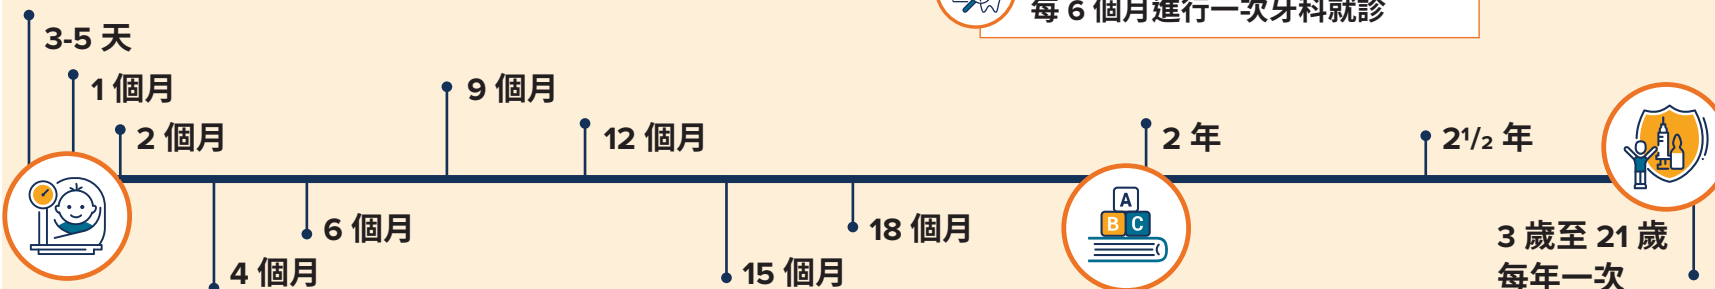 每 6 個月進行一次牙科就診
3-5 天
1 個月
2 個月
4 個月
6 個月
9 個月
12 個月
15 個月
18 個月
A
B C
2 年
2¹/₂ 年
3 歲至 21 歲
每年一次